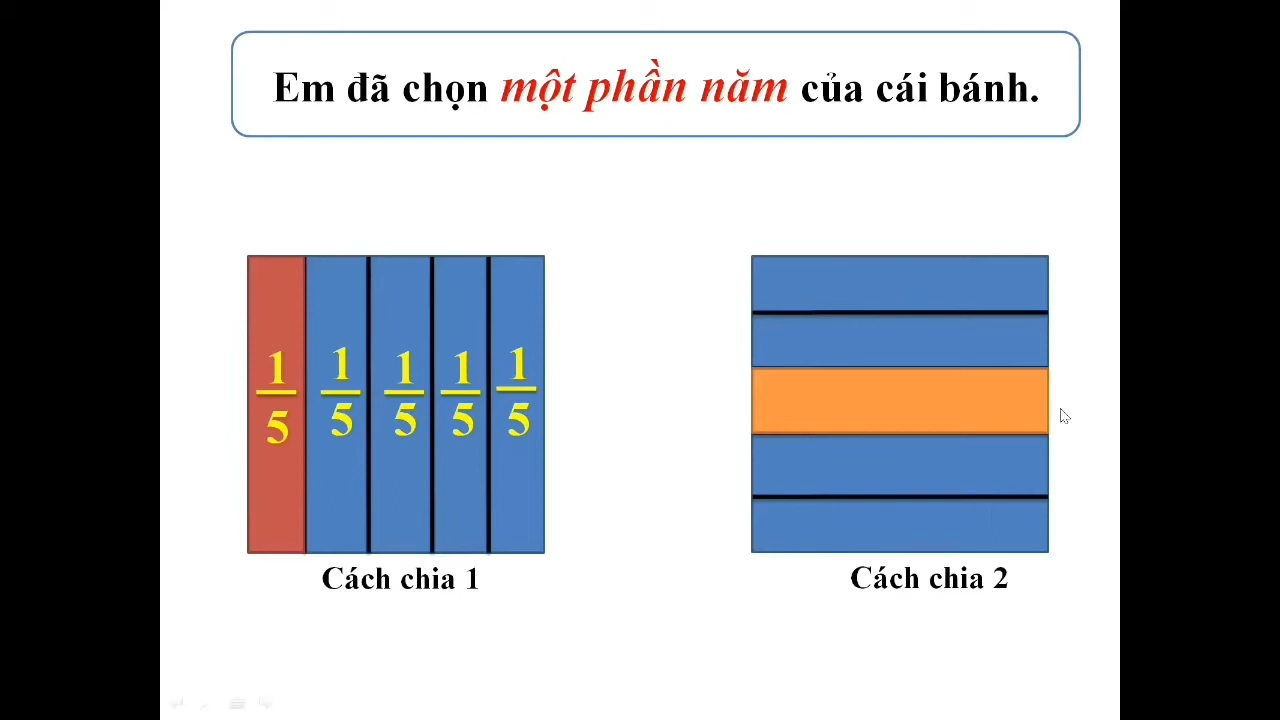 Em đã chọn một phần năm của cái bánh.
1 1 1 1 1
5 5 5 5 5
Cách chia 1
Cách chia 2